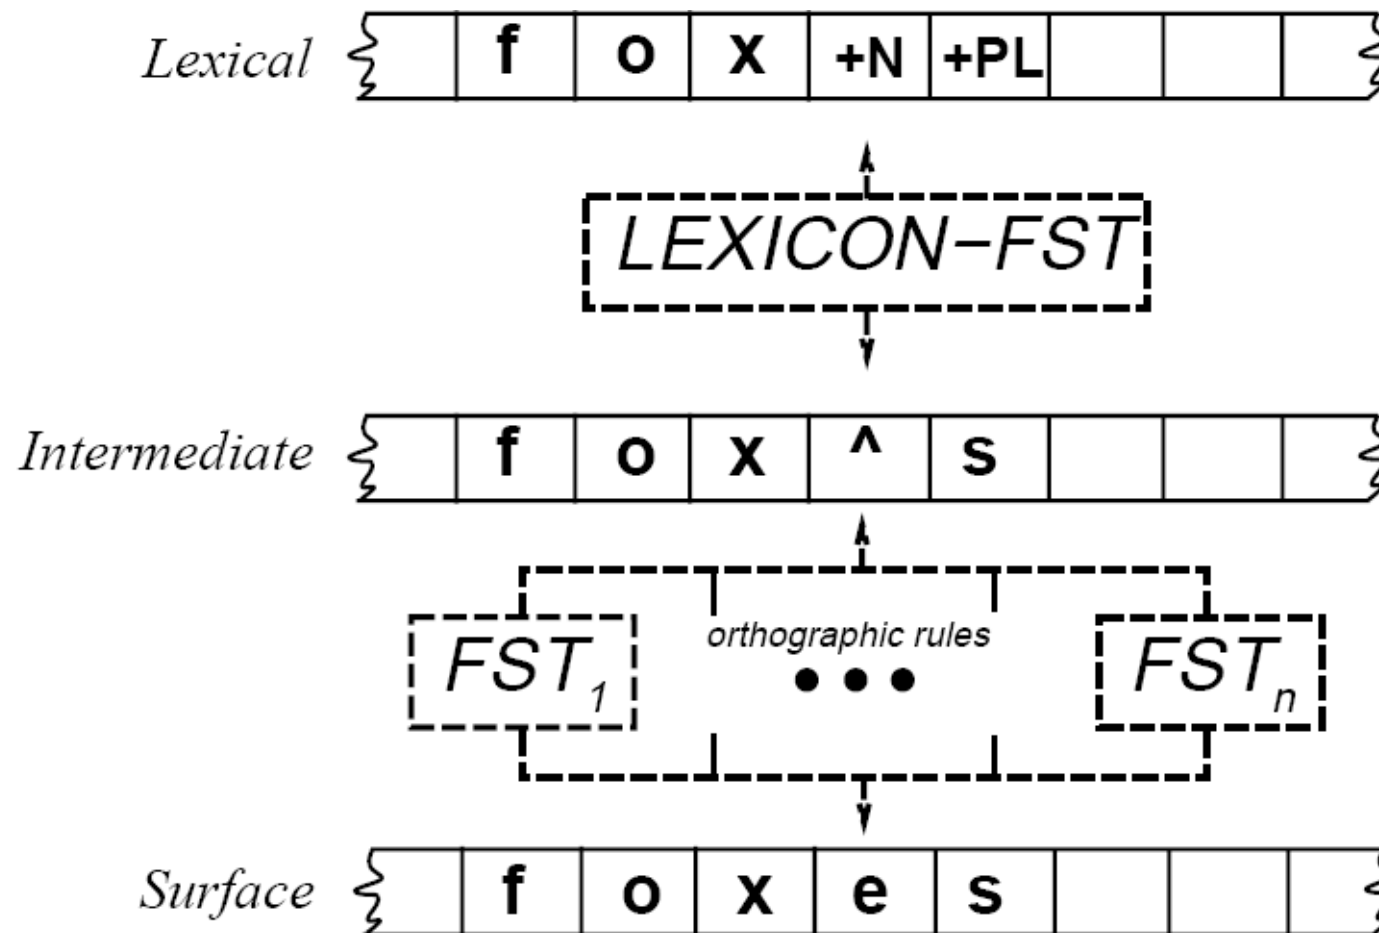 Lexical f o x +N +PL
LEXICON-FST
Intermediate f o x ^ s
orthographic rules
FST1 ● ● ● FSTn
Surface f o x e s